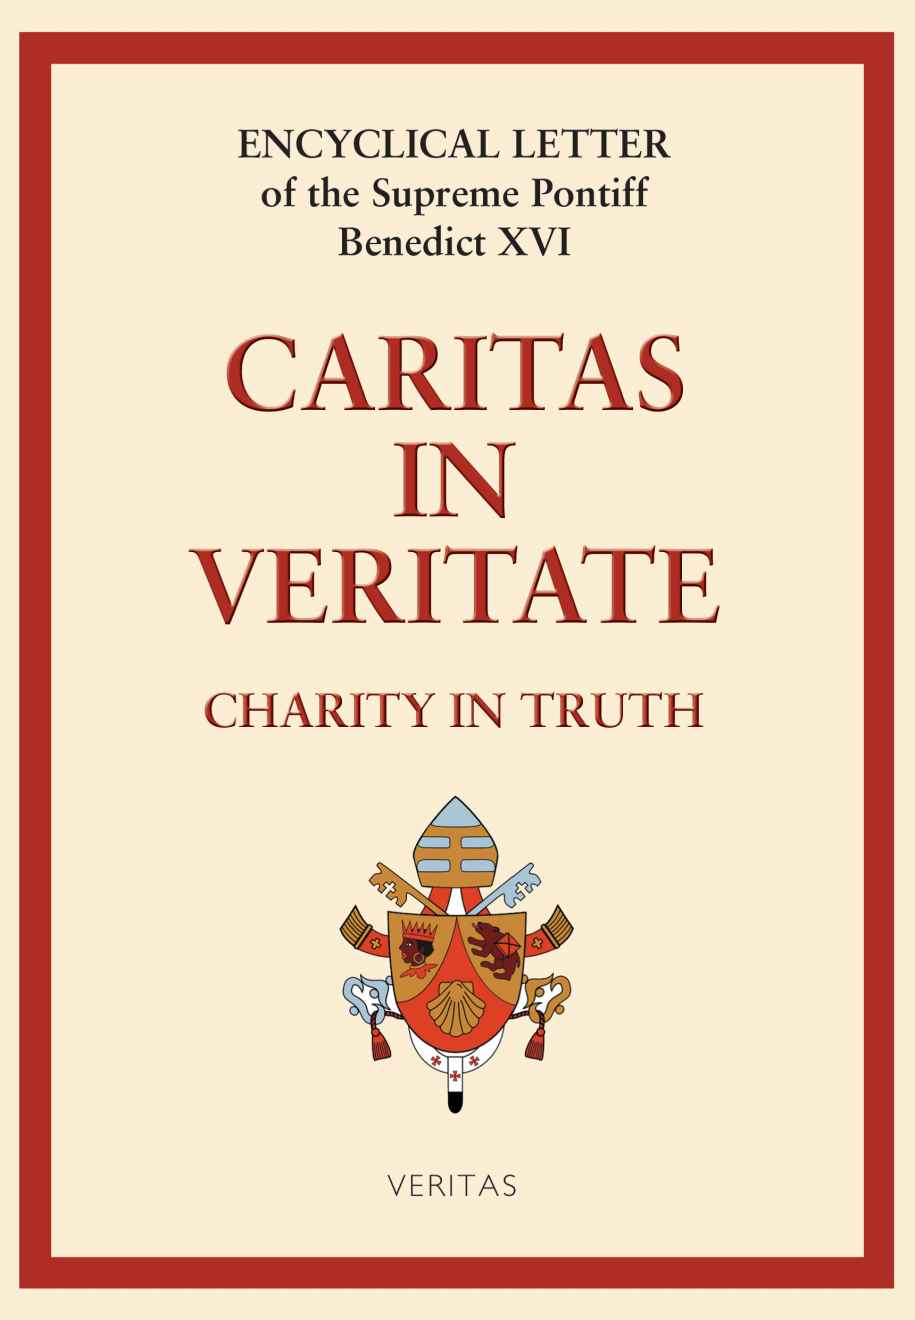 ENCYCLICAL LETTER
of the Supreme Pontiff
Benedict XVI
CARITAS
IN
VERITATE
CHARITY IN TRUTH
VERITAS